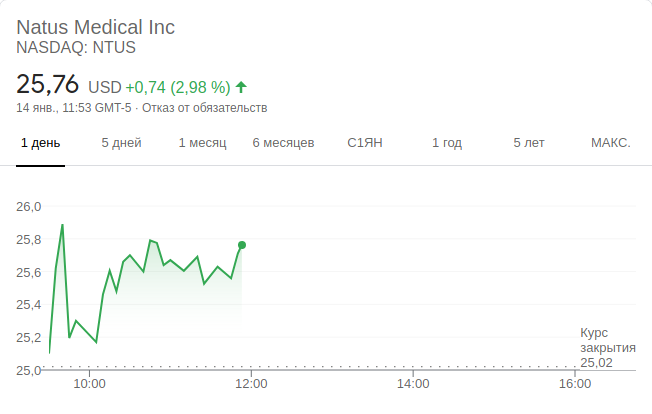 Natus Medical Inc
NASDAQ: NTUS
25,76 USD +0,74 (2,98 %)
14 янв., 11:53 GMT-5 · Отказ от обязательств
1 день 5 дней 1 месяц 6 месяцев С1ЯН 1 год 5 лет МАКС.
26,0
25,8
25,6
25,4
25,2
25,0
Курс
закрытия
25,02
10:00 12:00 14:00 16:00